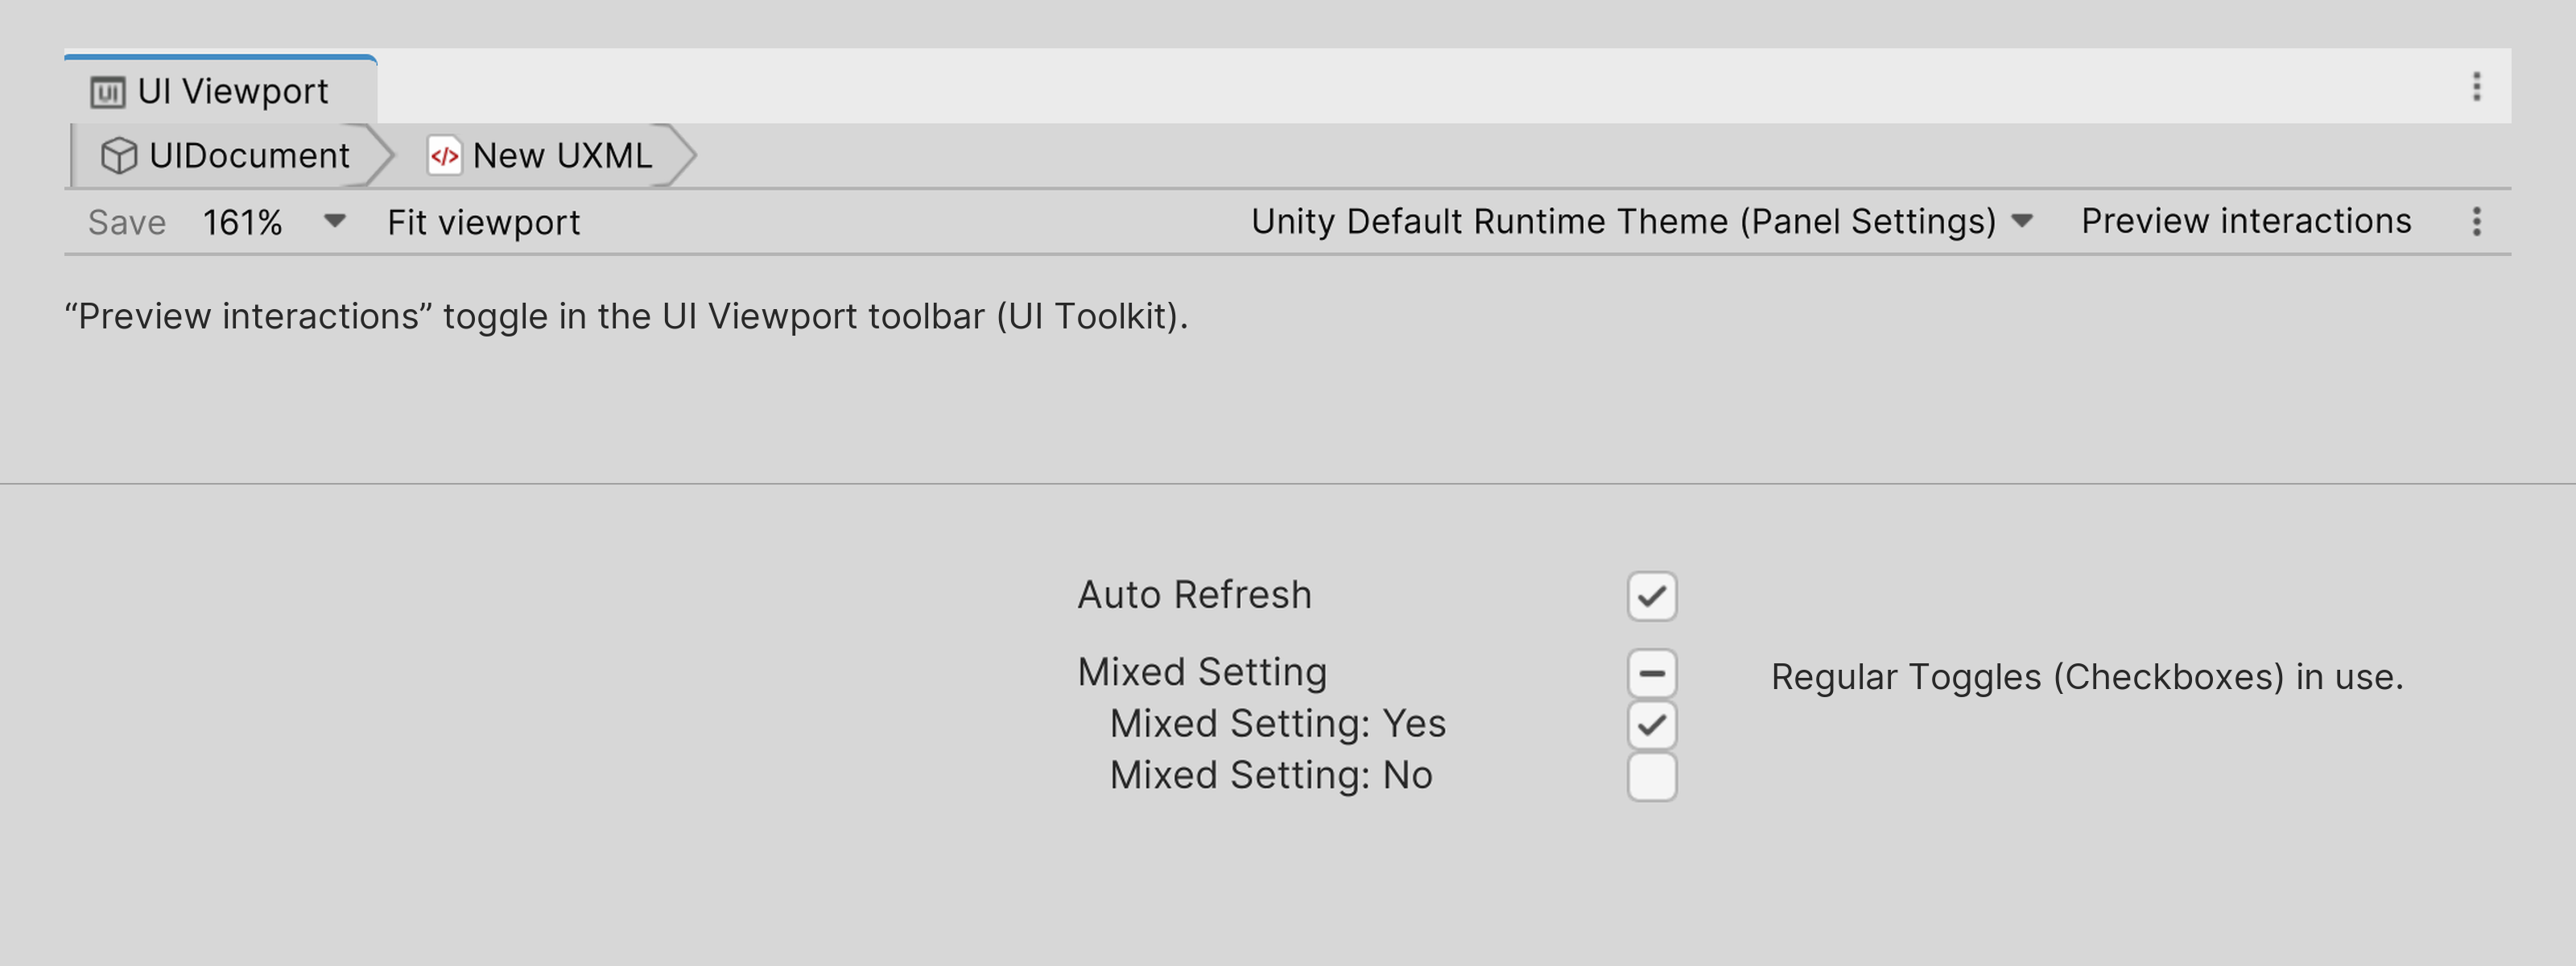 UI Viewport
UIDocument New UXML
Save 161% Fit viewport Unity Default Runtime Theme (Panel Settings) Preview interactions
“Preview interactions” toggle in the UI Viewport toolbar (UI Toolkit).
Auto Refresh
Mixed Setting
Regular Toggles (Checkboxes) in use.
Mixed Setting: Yes
Mixed Setting: No